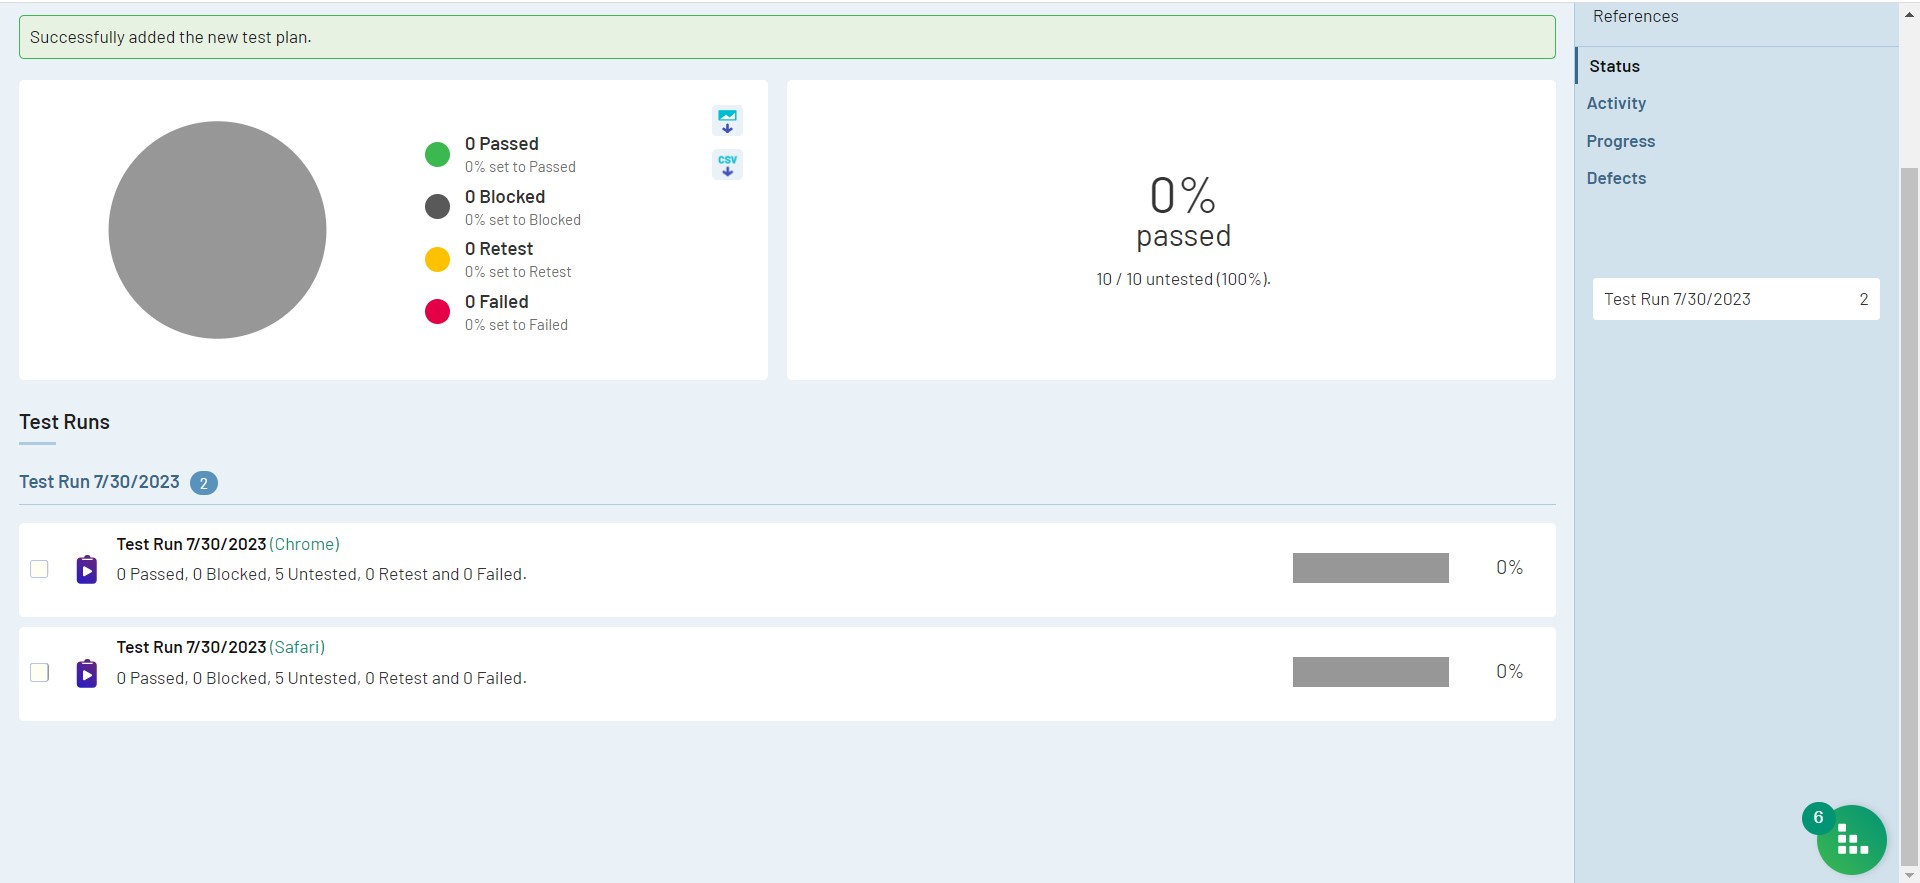 Successfully added the new test plan.
0 Passed
0% set to Passed
0 Blocked
0% set to Blocked
0 Retest
0% set to Retest
0 Failed
0% set to Failed
CSV
0%
passed
10 / 10 untested (100%).
Test Runs
Test Run 7/30/2023 2
Test Run 7/30/2023 (Chrome)
0 Passed, 0 Blocked, 5 Untested, 0 Retest and 0 Failed.
0%
Test Run 7/30/2023 (Safari)
0 Passed, 0 Blocked, 5 Untested, 0 Retest and 0 Failed.
0%
References
Status
Activity
Progress
Defects
Test Run 7/30/2023 2
6